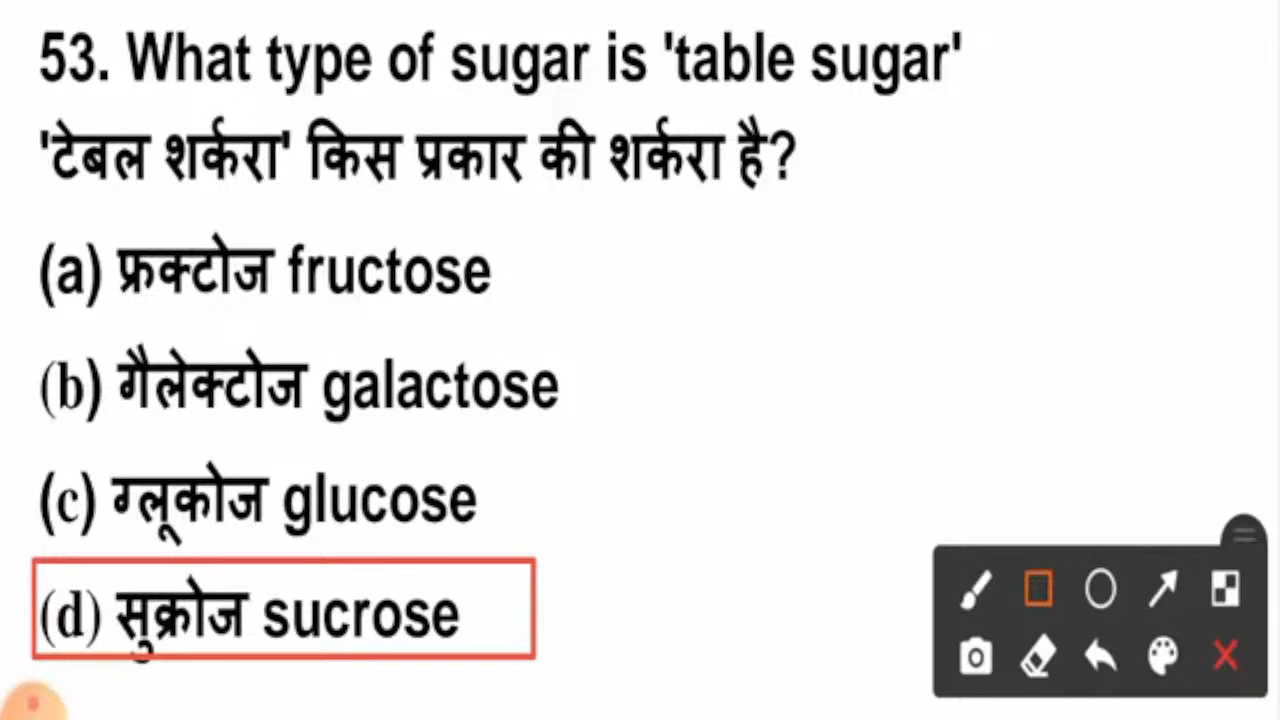 53. What type of sugar is 'table sugar'
'टेबल शर्करा' किस प्रकार की शर्करा है?
(a) फ्रक्टोज fructose
(b) गैलेक्टोज galactose
(c) ग्लूकोज glucose
(d) सुक्रोज sucrose